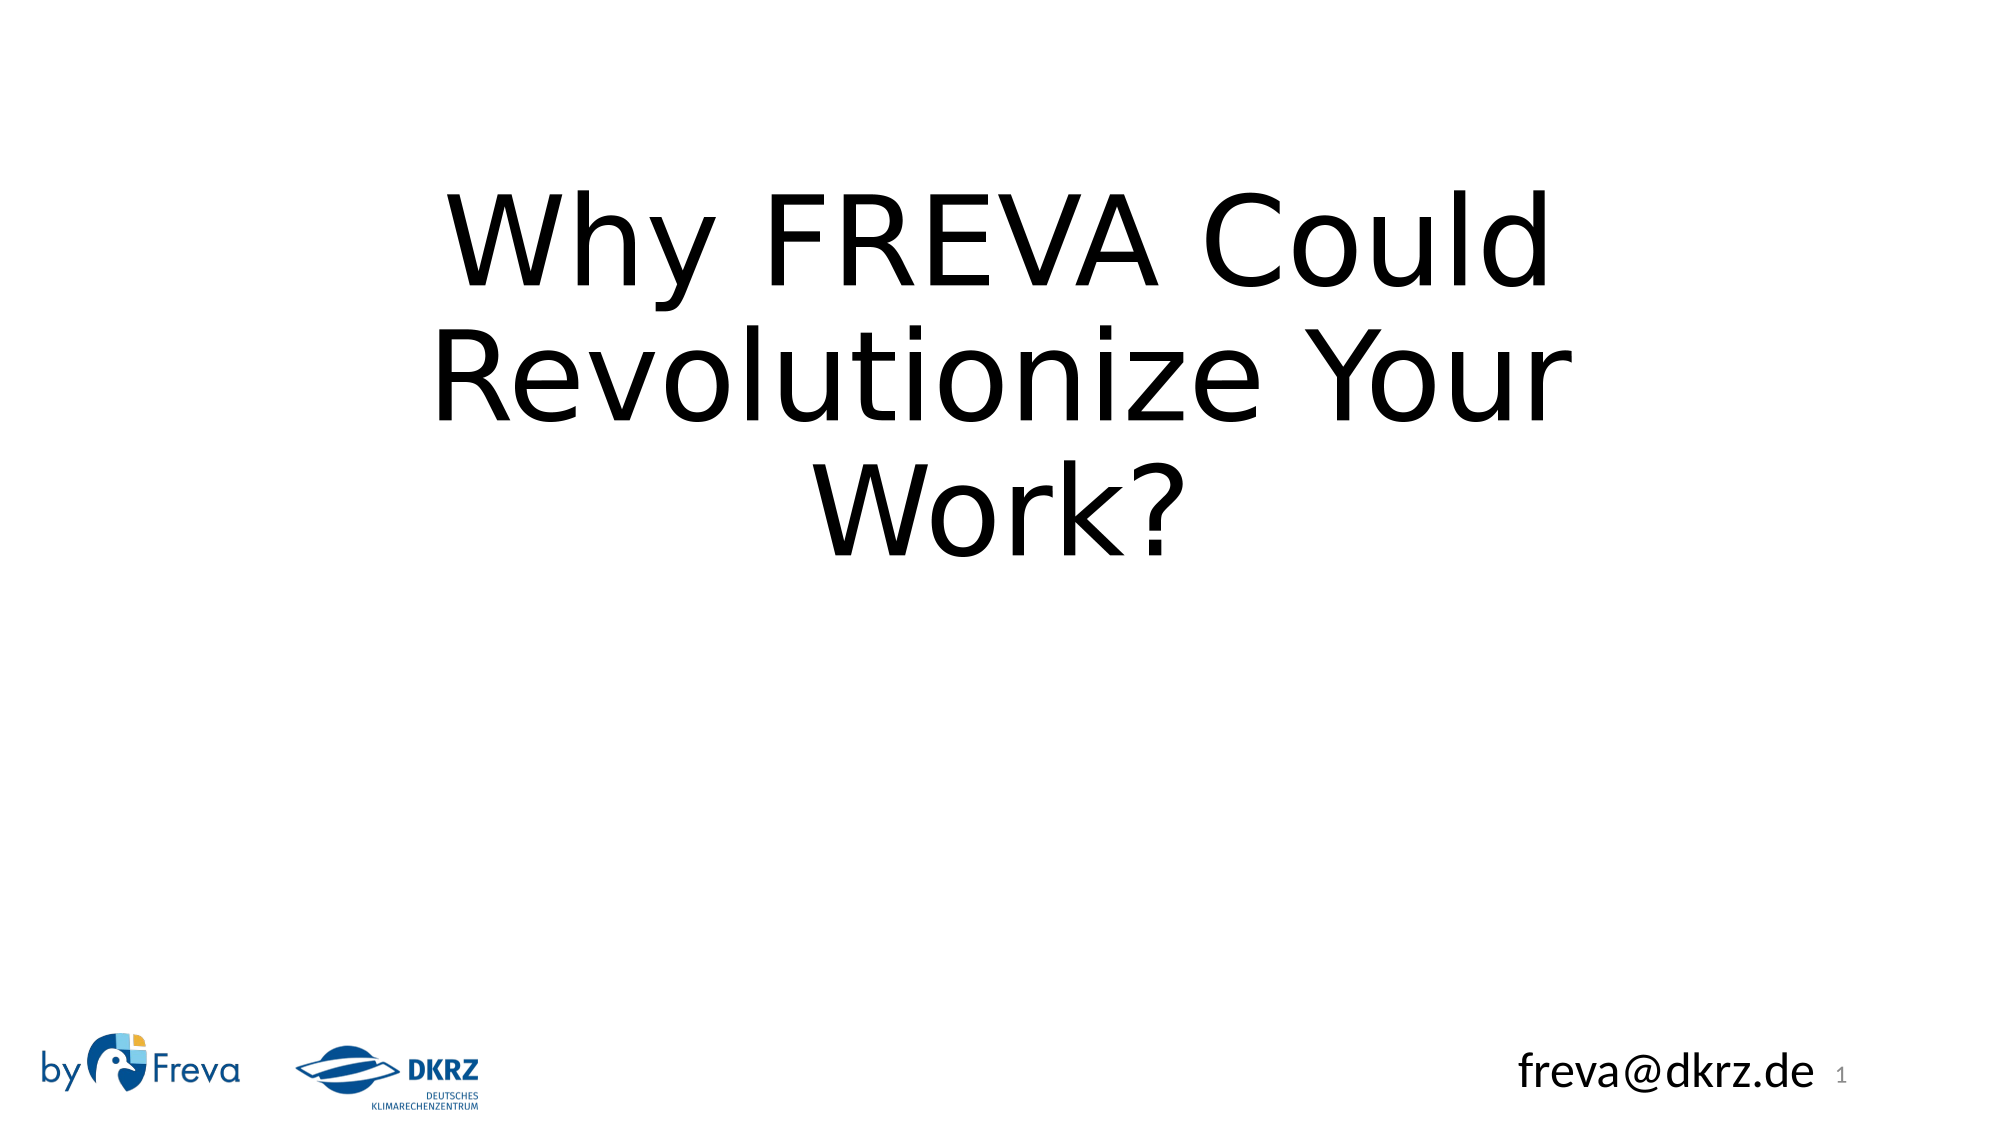 Why FREVA Could
Revolutionize Your
Work?
by Freva
DKRZ
DEUTSCHES
KLIMARECHENZENTRUM
freva@dkrz.de
1